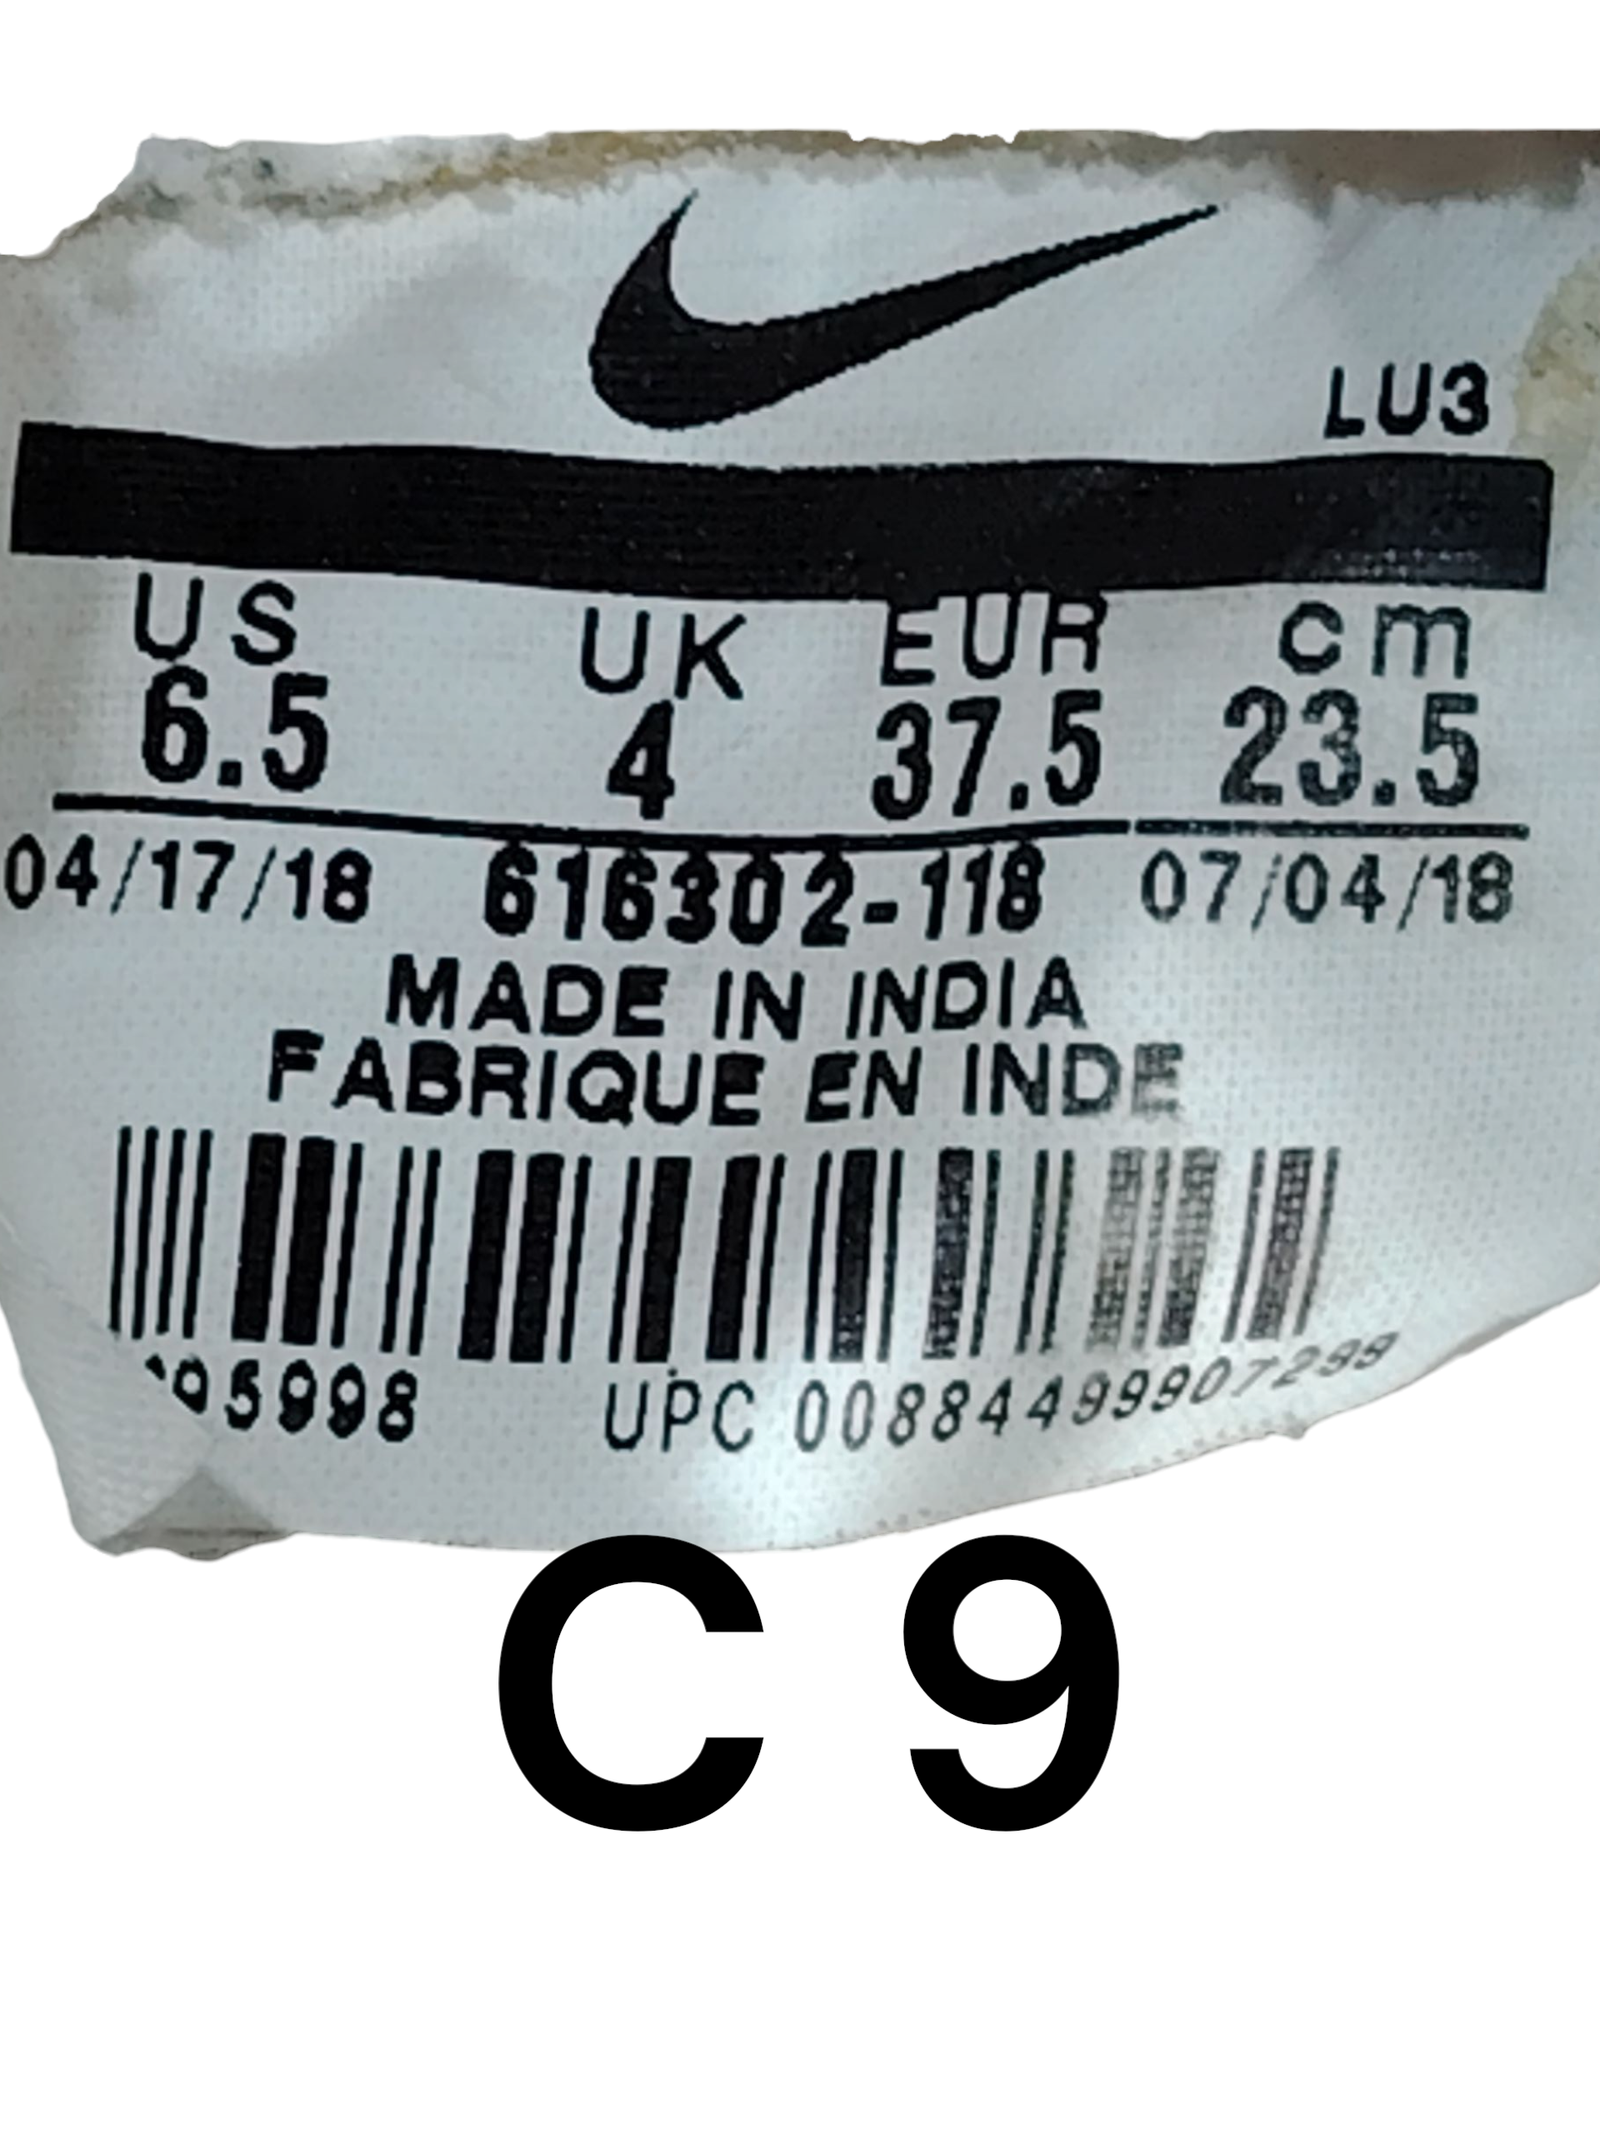 LU3
US UK EUR cm
6.5 4 37.5 23.5
04/17/18 616302-118 07/04/18
MADE IN INDIA
FABRIQUE EN INDE
UPC 00884499907299
C 9